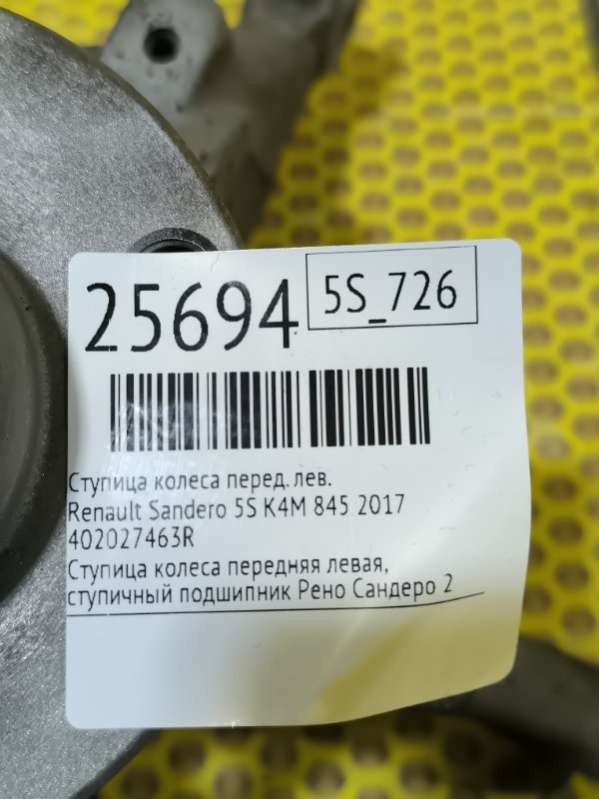 25694
5S_726
Ступица колеса перед. лев.
Renault Sandero 5S K4M 845 2017
402027463R
Ступица колеса передняя левая,
ступичный подшипник Рено Сандеро 2